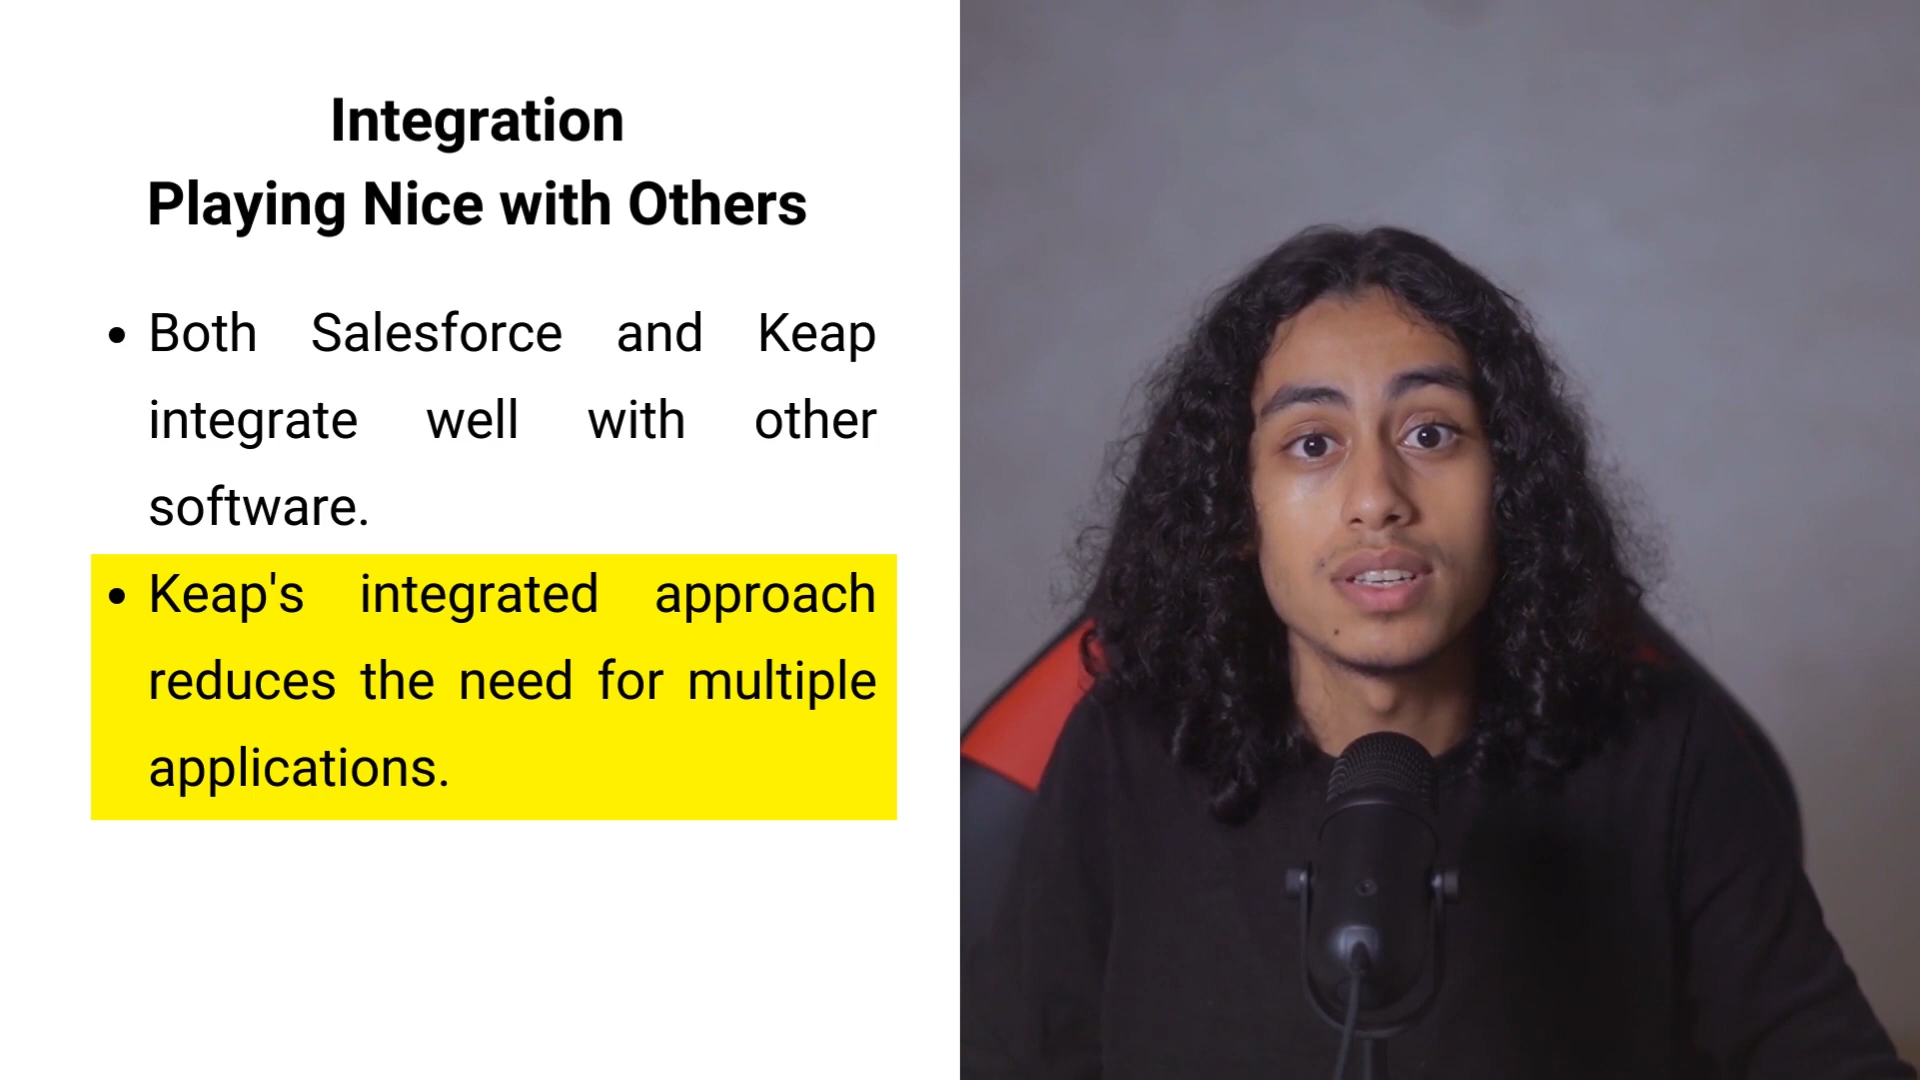 Integration
Playing Nice with Others
• Both Salesforce and Keap
integrate well with other
software.
• Keap's integrated approach
reduces the need for multiple
applications.